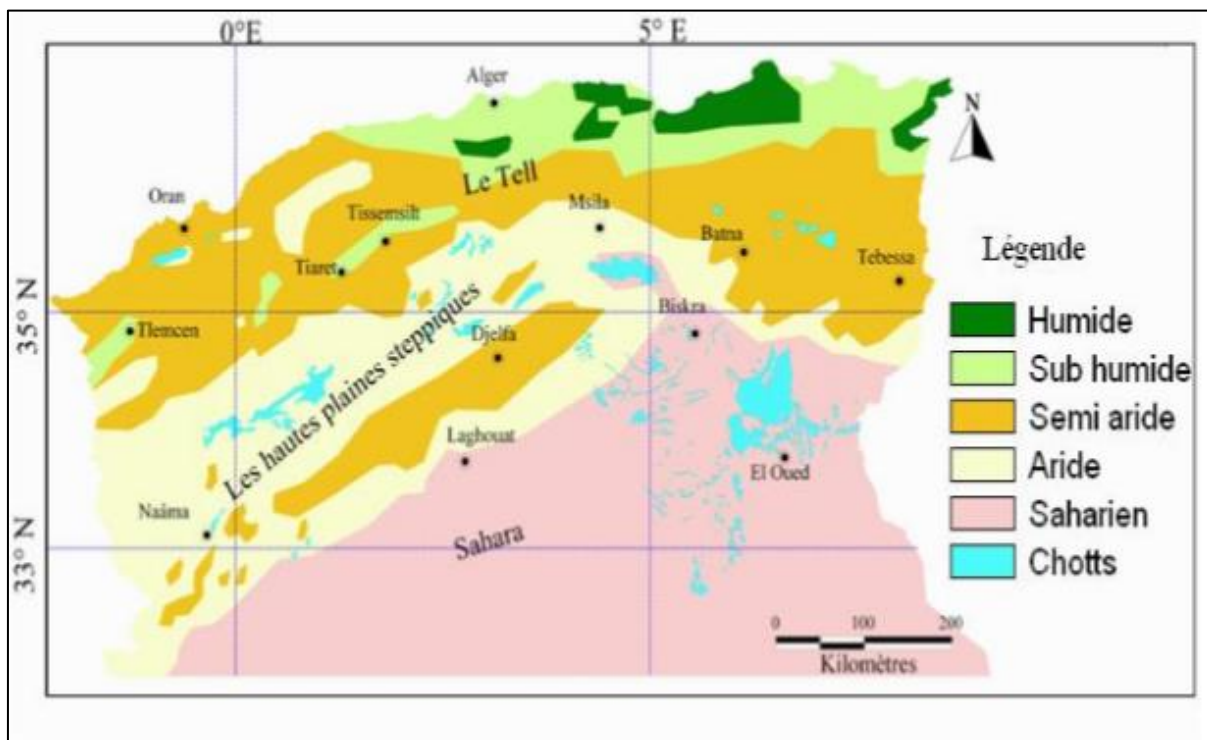 0°E
5° E
Alger
N
Le Tell
Oran
Tissemsilt
Msila
Batna
Tiaret
Tebessa
35° N
Tlemcen
Biskra
Djelfa
Les hautes plaines steppiques
Laghouat
El Oued
Naâma
33° N
Sahara
Légende
Humide
Sub humide
Semi aride
Aride
Saharien
Chotts
0 100 200
Kilomètres